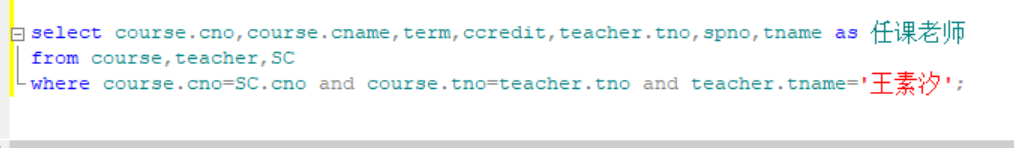 select course.cno,course.cname,term,ccredit,teacher.tno,spno,tname as 任课老师
from course,teacher,SC
where course.cno=SC.cno and course.tno=teacher.tno and teacher.tname='王素汐';